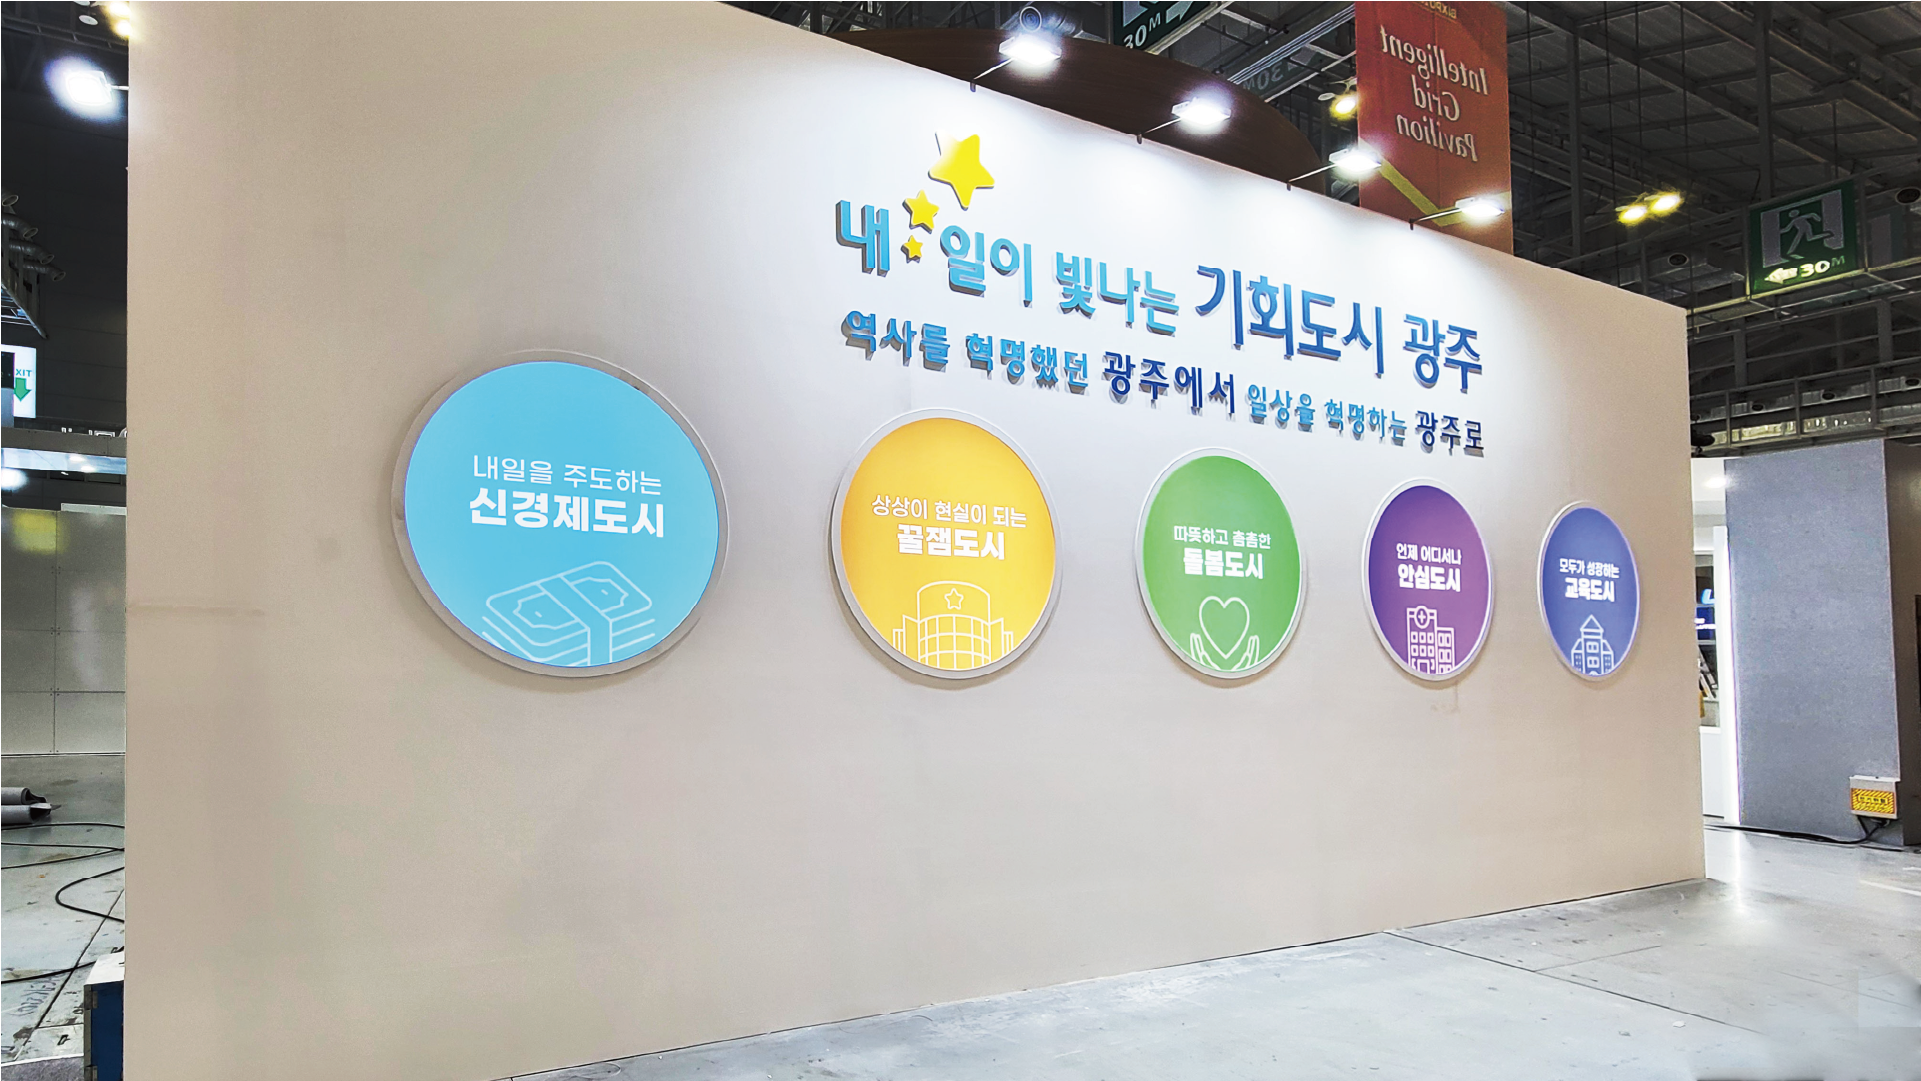 내일이 빛나는 기회도시 광주
역사를 혁명했던 광주에서 일상을 혁명하는 광주로
내일을 주도하는
신경제도시
상상이 현실이 되는
꿀잼도시
따뜻하고 촘촘한
돌봄도시
언제 어디서나
안심도시
모두가 성장하는
교육도시
Intelligent
Grid
Pavilion
30M
30M
30M
EXIT